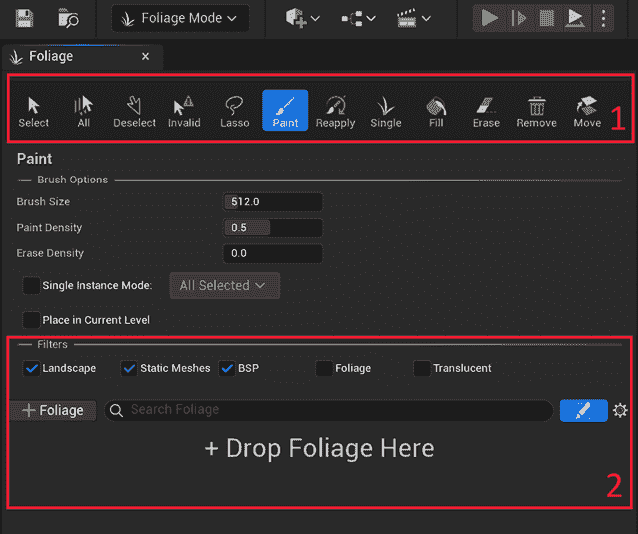 Foliage Mode
Foliage
Select All Deselect Invalid Lasso Paint Reapply Single Fill Erase Remove Move
1
Paint
Brush Options
Brush Size 512.0
Paint Density 0.5
Erase Density 0.0
Single Instance Mode: All Selected
Place in Current Level
Filters
Landscape Static Meshes BSP Foliage Translucent
+ Foliage Search Foliage
+ Drop Foliage Here
2